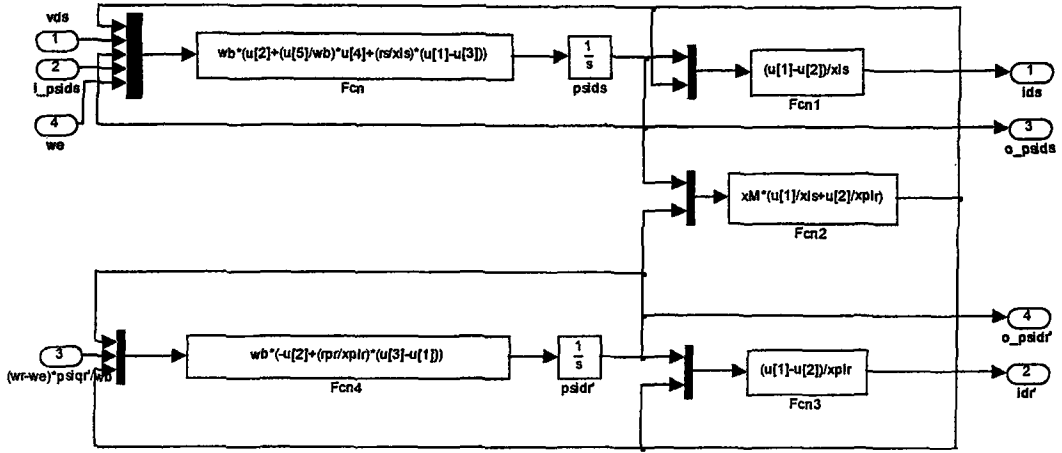 vds
1
2
i_psids
4
we
wb*(u[2]+(u[5]/wb)*u[4]+(rs/xls)*(u[1]-u[3]))
Fcn
1
s
psids
(u[1]-u[2])/xls
Fcn1
1
ids
3
o_psids
xM*(u[1]/xls+u[2]/xplr)
Fcn2
3
(wr-we)*psiqr'/wb
wb*(-u[2]+(rpr/xplr)*(u[3]-u[1]))
Fcn4
1
s
psidr'
(u[1]-u[2])/xplr
Fcn3
4
o_psidr'
2
idr'